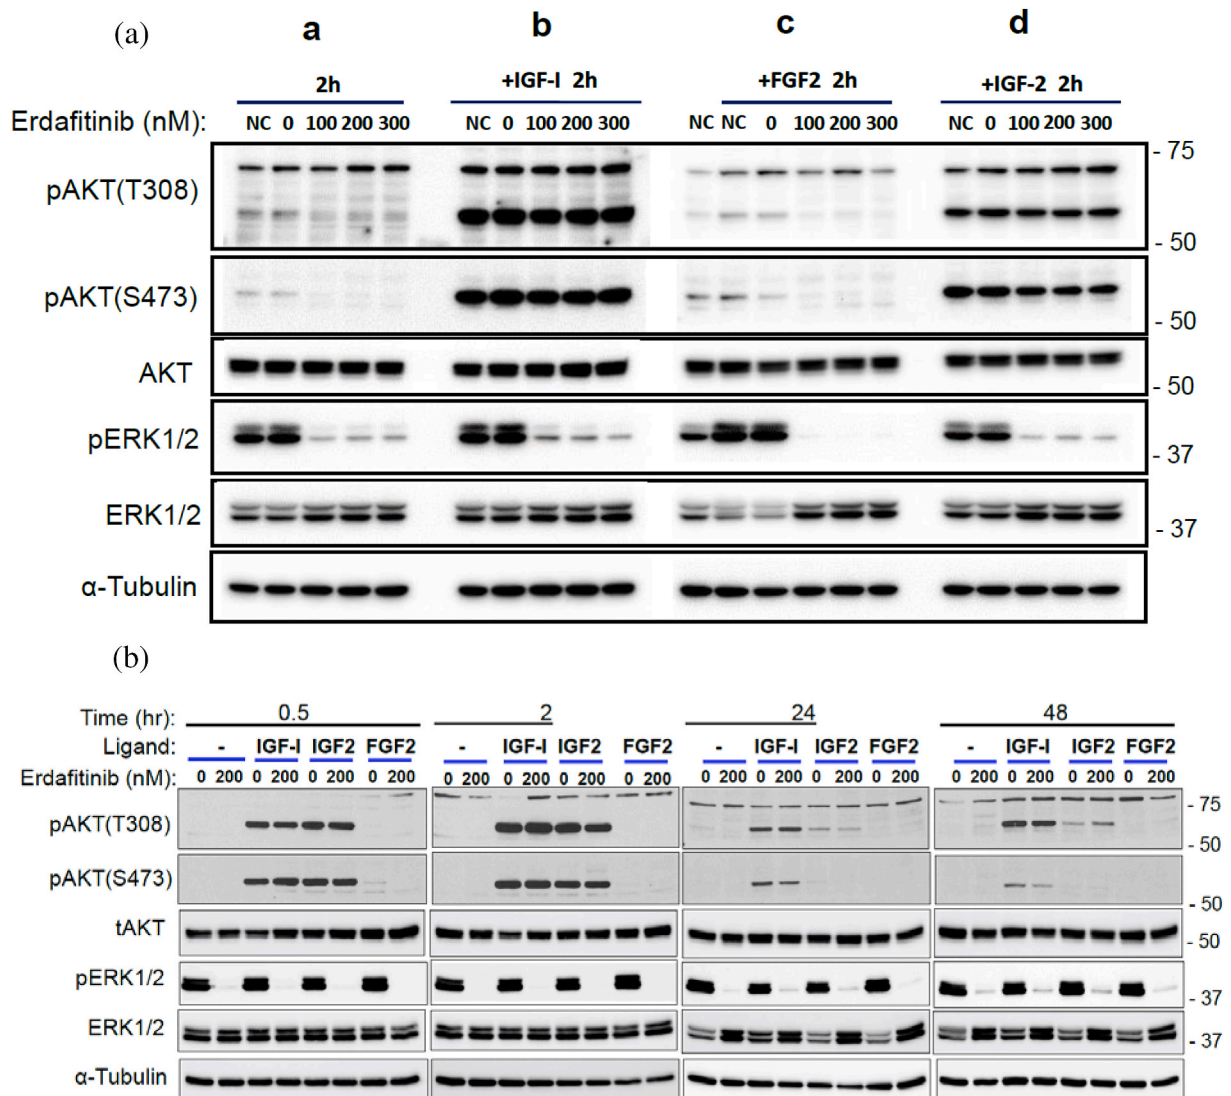 (a)
a b c d
2h +IGF-I 2h +FGF2 2h +IGF-2 2h
Erdafitinib (nM): NC 0 100 200 300 NC 0 100 200 300 NC NC 0 100 200 300 NC 0 100 200 300
pAKT(T308) - 75
- 50
pAKT(S473)
- 50
AKT
- 50
pERK1/2
- 37
ERK1/2
- 37
α-Tubulin
(b)
Time (hr): 0.5 2 24 48
Ligand: - IGF-I IGF2 FGF2 - IGF-I IGF2 FGF2 - IGF-I IGF2 FGF2 - IGF-I IGF2 FGF2
Erdafitinib (nM): 0 200 0 200 0 200 0 200 0 200 0 200 0 200 0 200 0 200 0 200 0 200 0 200 0 200 0 200 0 200 0 200
pAKT(T308) - 75
- 50
pAKT(S473)
- 50
tAKT
- 50
pERK1/2
- 37
ERK1/2
- 37
α-Tubulin